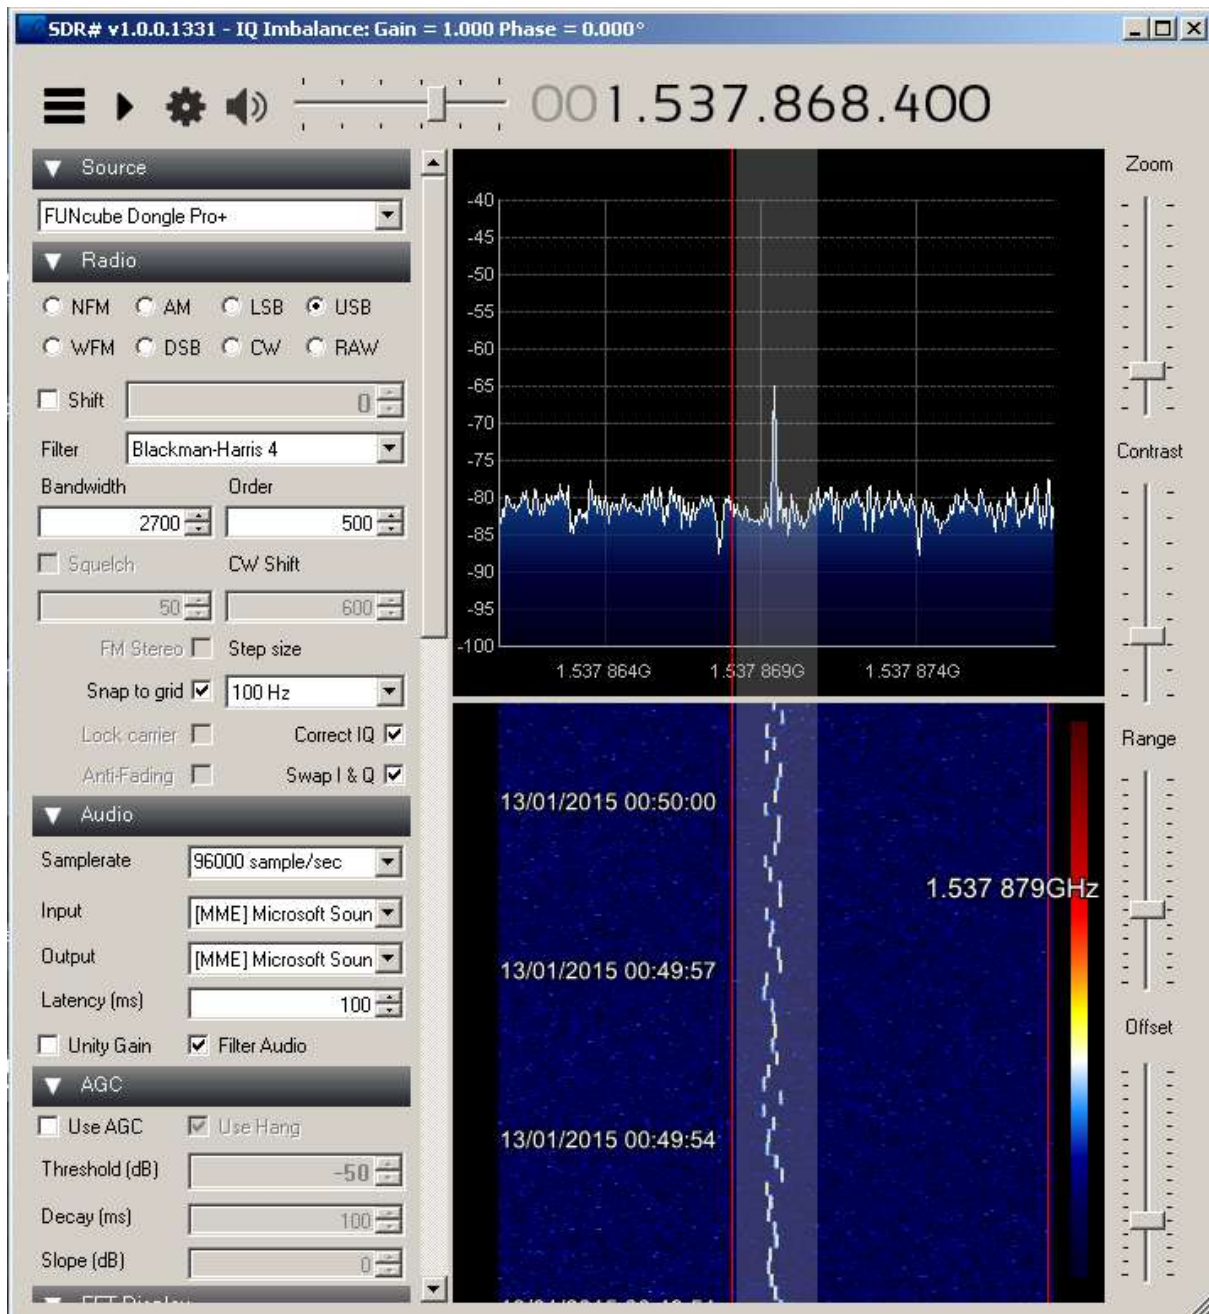 SDR# v1.0.0.1331 - IQ Imbalance: Gain = 1.000 Phase = 0.000°
001.537.868.400
Source
FUNcube Dongle Pro+
Radio
NFM AM LSB USB
WFM DSB CW RAW
Shift 0
Filter Blackman-Harris 4
Bandwidth Order
2700 500
Squelch CW Shift
50 600
FM Stereo Step size
Snap to grid 100 Hz
Lock carrier Correct IQ
Anti-Fading Swap I & Q
Audio
Samplerate 96000 sample/sec
Input [MME] Microsoft Soun
Output [MME] Microsoft Soun
Latency (ms) 100
Unity Gain Filter Audio
AGC
Use AGC Use Hang
Threshold (dB) -50
Decay (ms) 100
Slope (dB) 0
FFT Display
-40
-45
-50
-55
-60
-65
-70
-75
-80
-85
-90
-95
-100
1.537 864G 1.537 869G 1.537 874G
13/01/2015 00:50:00
1.537 879GHz
13/01/2015 00:49:57
13/01/2015 00:49:54
Zoom
Contrast
Range
Offset